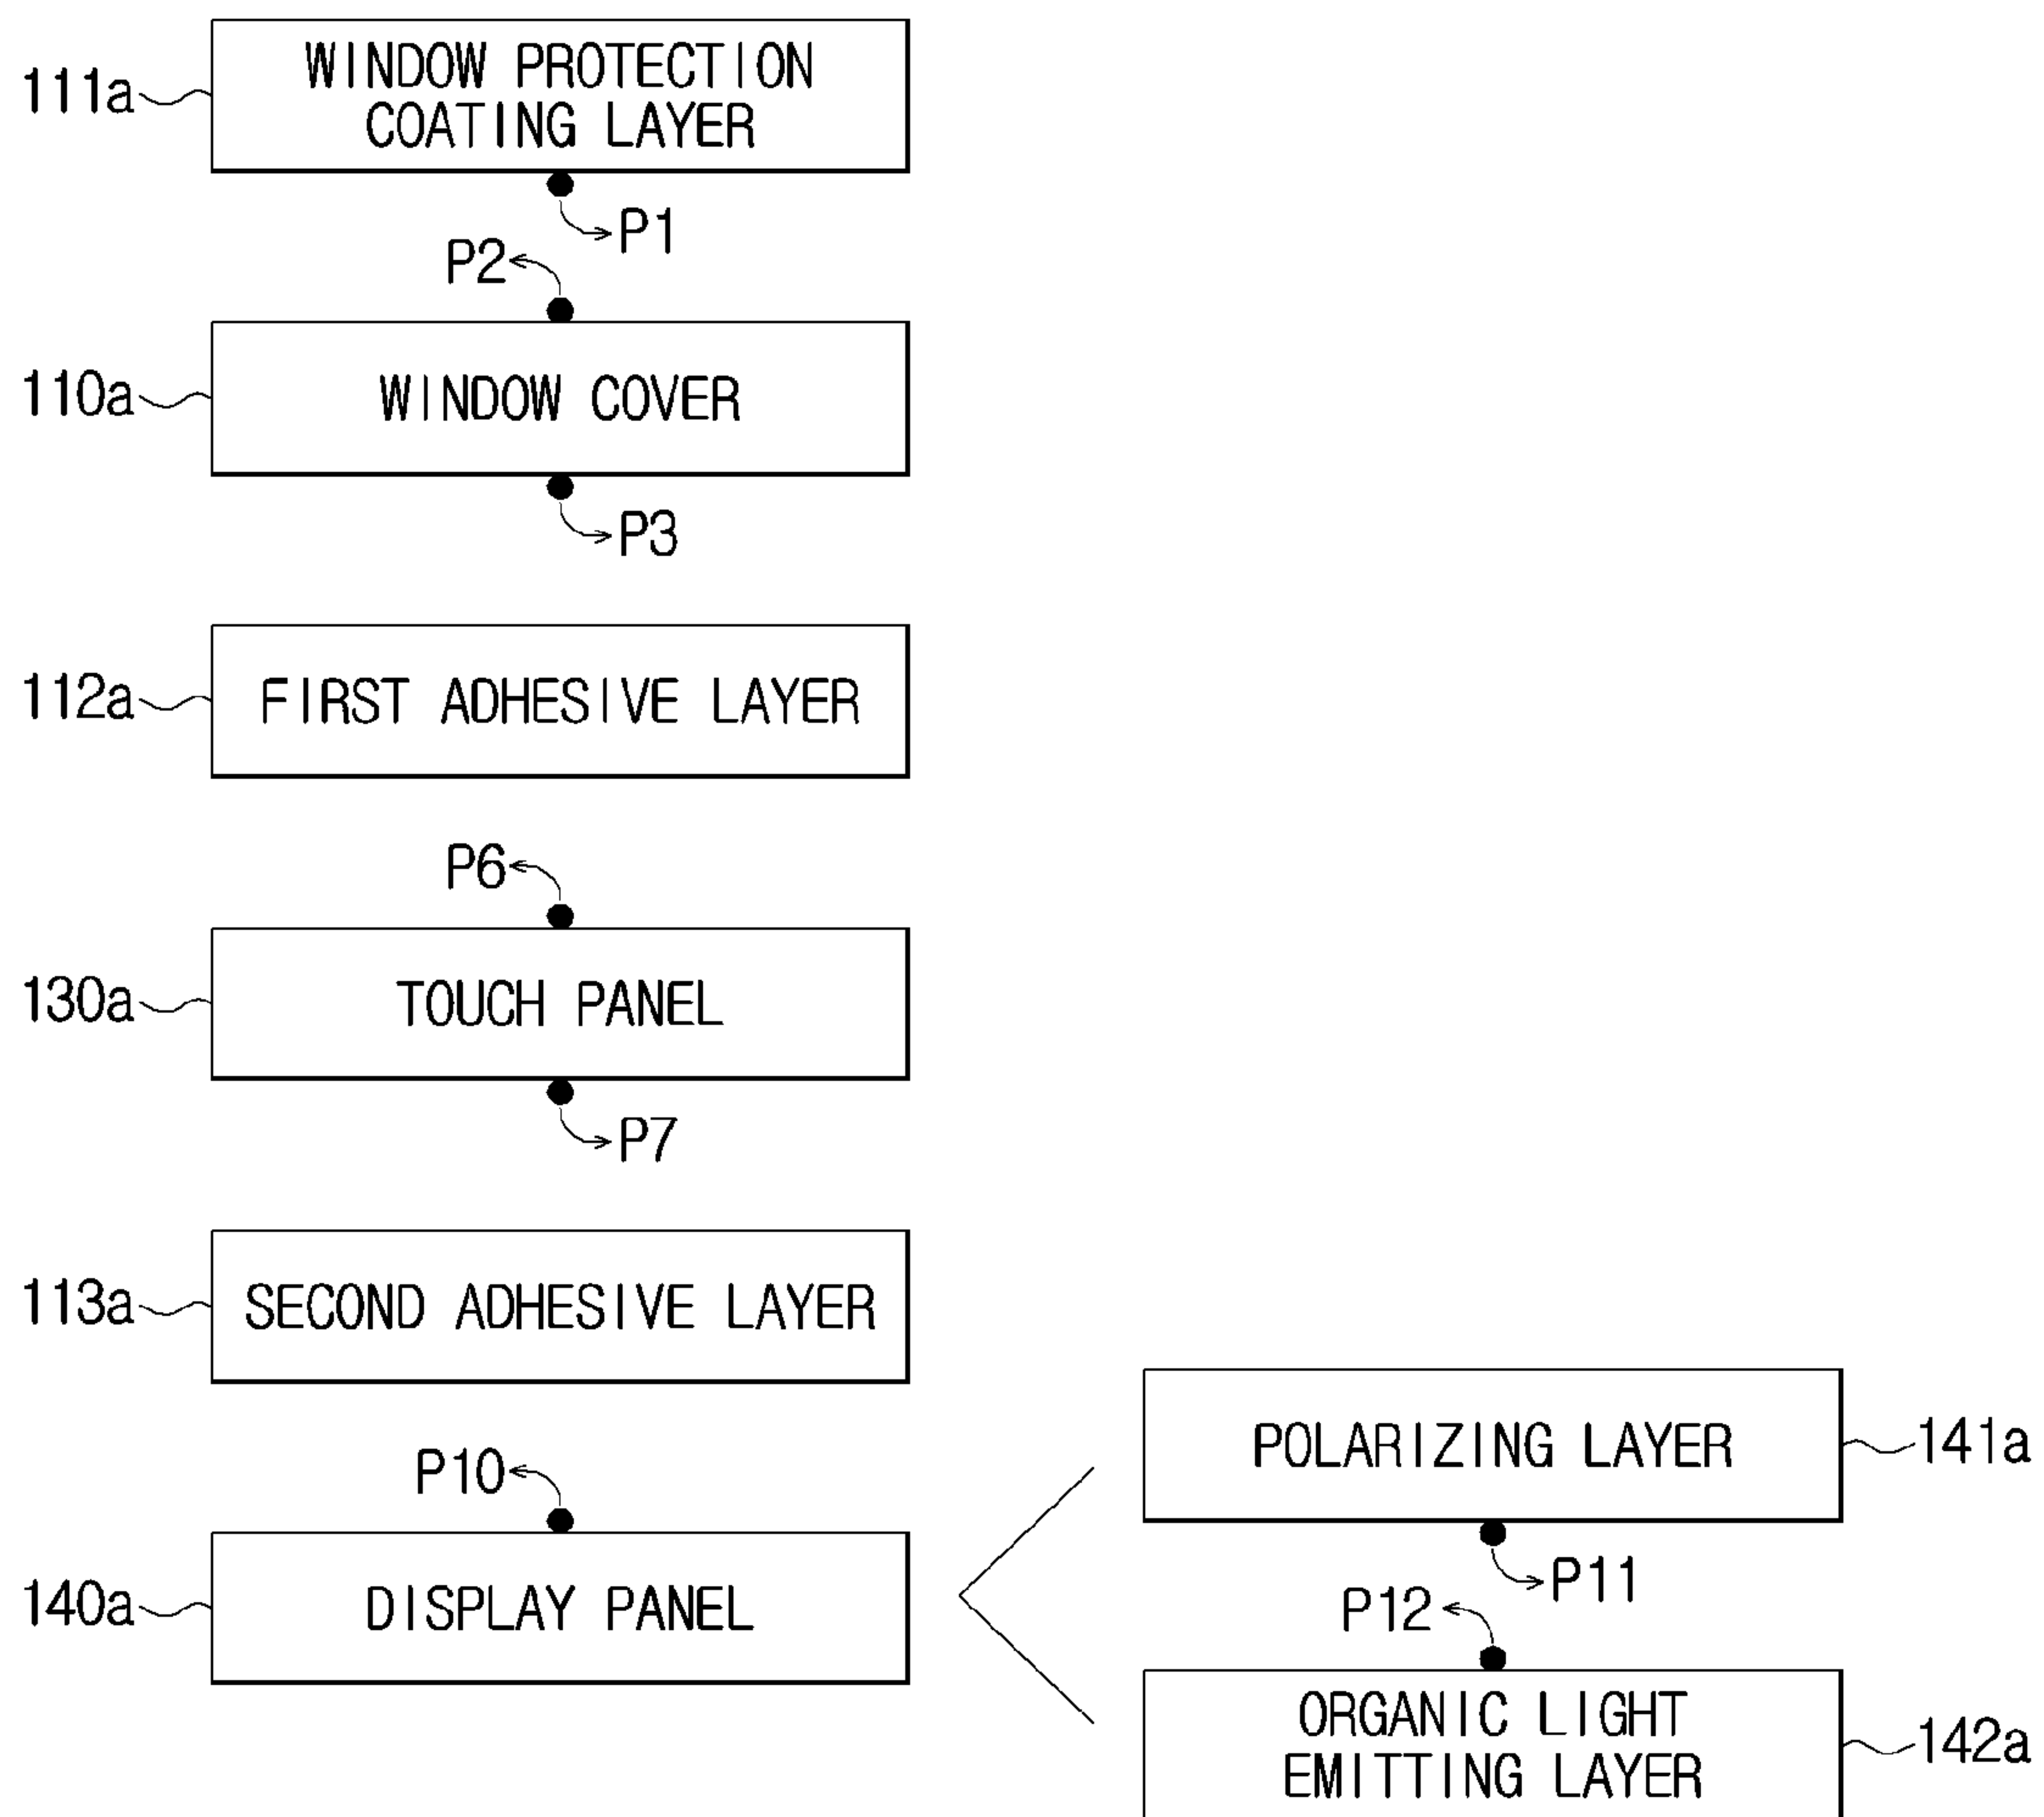 111a
WINDOW PROTECTION
COATING LAYER
P1
P2
110a
WINDOW COVER
P3
112a
FIRST ADHESIVE LAYER
P6
130a
TOUCH PANEL
P7
113a
SECOND ADHESIVE LAYER
P10
140a
DISPLAY PANEL
POLARIZING LAYER
141a
P11
P12
ORGANIC LIGHT
EMITTING LAYER
142a